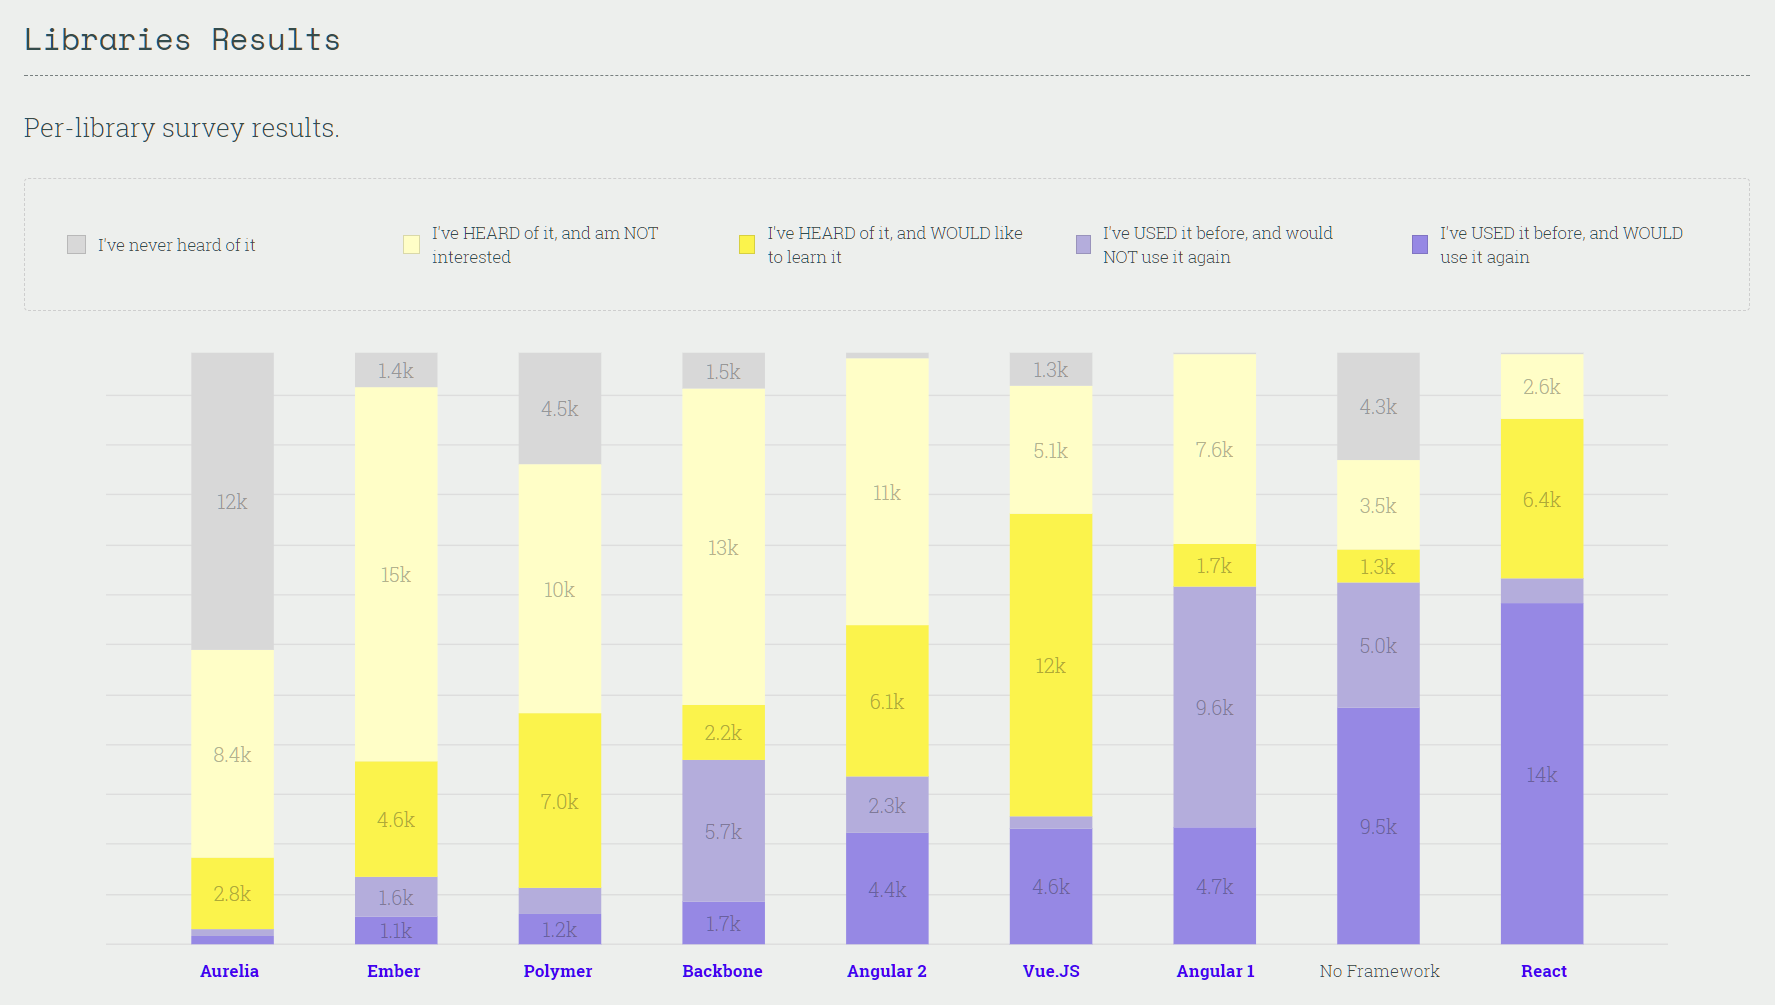 Libraries Results
Per-library survey results.
I've never heard of it
I've HEARD of it, and am NOT
interested
I've HEARD of it, and WOULD like
to learn it
I've USED it before, and would
NOT use it again
I've USED it before, and WOULD
use it again
12k
8.4k
2.8k
1.4k
15k
4.6k
1.6k
1.1k
4.5k
10k
7.0k
1.2k
1.5k
13k
2.2k
5.7k
1.7k
11k
6.1k
2.3k
4.4k
1.3k
5.1k
12k
4.6k
7.6k
1.7k
9.6k
4.7k
4.3k
3.5k
1.3k
5.0k
9.5k
2.6k
6.4k
14k
Aurelia
Ember
Polymer
Backbone
Angular 2
Vue.JS
Angular 1
No Framework
React